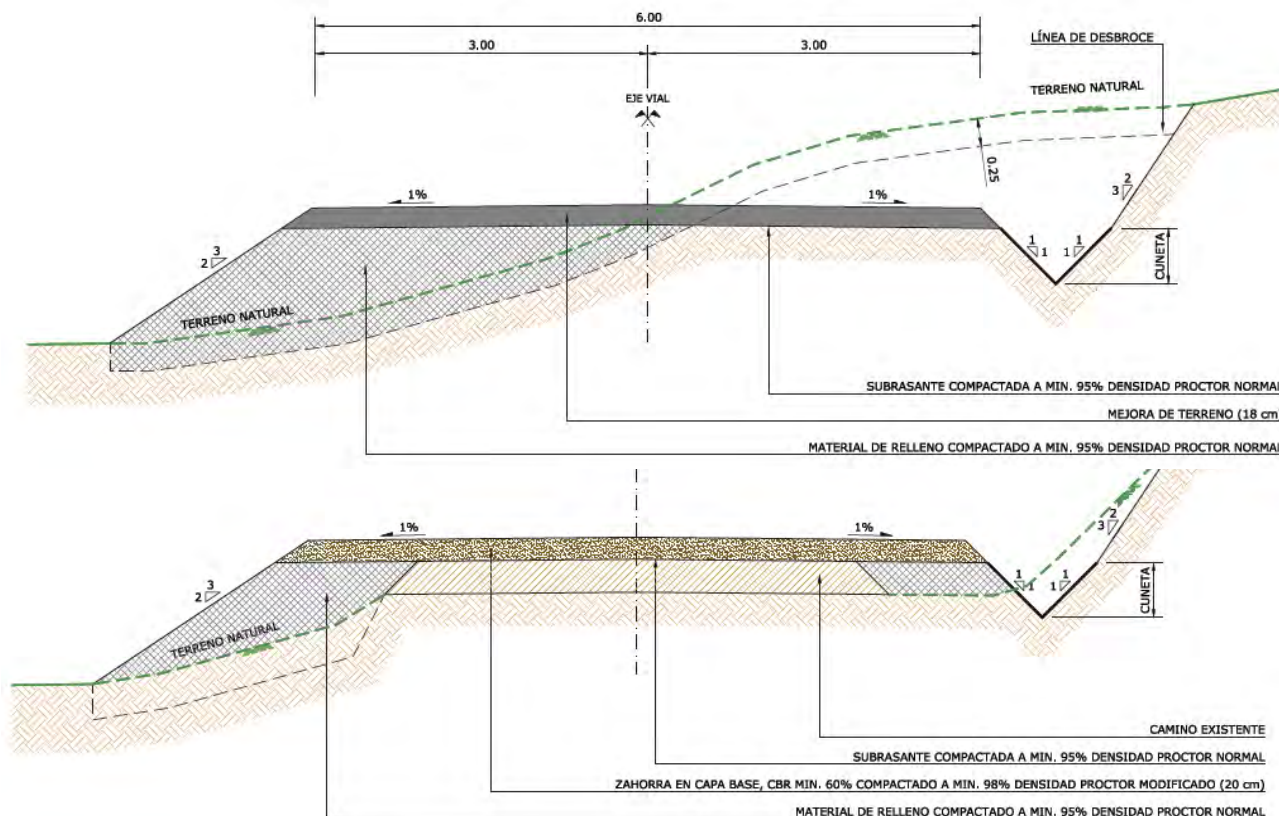 6.00
3.00
3.00
LÍNEA DE DESBROCE
TERRENO NATURAL
EJE VIAL
0.25
1%
1%
2
3
3
2
1
1
1
1
CUNETA
TERRENO NATURAL
SUBRASANTE COMPACTADA A MIN. 95% DENSIDAD PROCTOR NORMAL
MEJORA DE TERRENO (18 cm)
MATERIAL DE RELLENO COMPACTADO A MIN. 95% DENSIDAD PROCTOR NORMAL
1%
1%
2
3
3
2
1
1
1
1
CUNETA
TERRENO NATURAL
CAMINO EXISTENTE
SUBRASANTE COMPACTADA A MIN. 95% DENSIDAD PROCTOR NORMAL
ZAHORRA EN CAPA BASE, CBR MIN. 60% COMPACTADO A MIN. 98% DENSIDAD PROCTOR MODIFICADO (20 cm)
MATERIAL DE RELLENO COMPACTADO A MIN. 95% DENSIDAD PROCTOR NORMAL